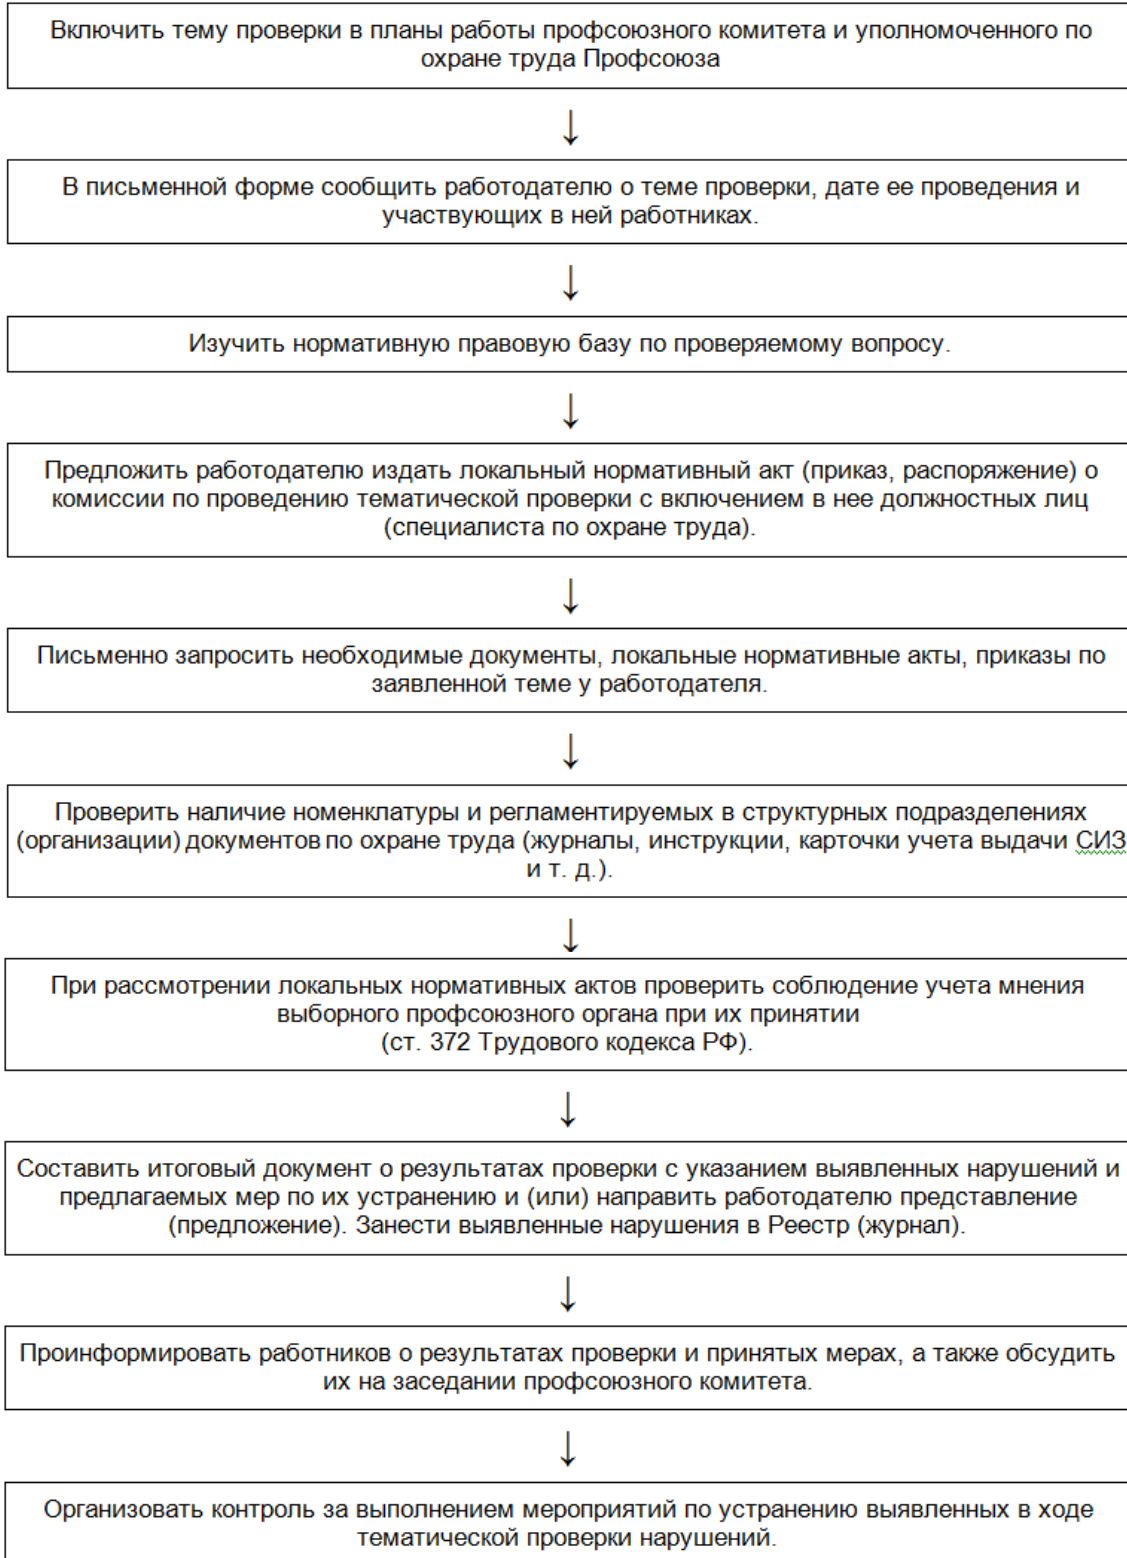 Включить тему проверки в планы работы профсоюзного комитета и уполномоченного по
охране труда Профсоюза
↓
В письменной форме сообщить работодателю о теме проверки, дате ее проведения и
участвующих в ней работниках.
↓
Изучить нормативную правовую базу по проверяемому вопросу.
↓
Предложить работодателю издать локальный нормативный акт (приказ, распоряжение) о
комиссии по проведению тематической проверки с включением в нее должностных лиц
(специалиста по охране труда).
↓
Письменно запросить необходимые документы, локальные нормативные акты, приказы по
заявленной теме у работодателя.
↓
Проверить наличие номенклатуры и регламентируемых в структурных подразделениях
(организации) документов по охране труда (журналы, инструкции, карточки учета выдачи СИЗ
и т. д.).
↓
При рассмотрении локальных нормативных актов проверить соблюдение учета мнения
выборного профсоюзного органа при их принятии
(ст. 372 Трудового кодекса РФ).
↓
Составить итоговый документ о результатах проверки с указанием выявленных нарушений и
предлагаемых мер по их устранению и (или) направить работодателю представление
(предложение). Занести выявленные нарушения в Реестр (журнал).
↓
Проинформировать работников о результатах проверки и принятых мерах, а также обсудить
их на заседании профсоюзного комитета.
↓
Организовать контроль за выполнением мероприятий по устранению выявленных в ходе
тематической проверки нарушений.